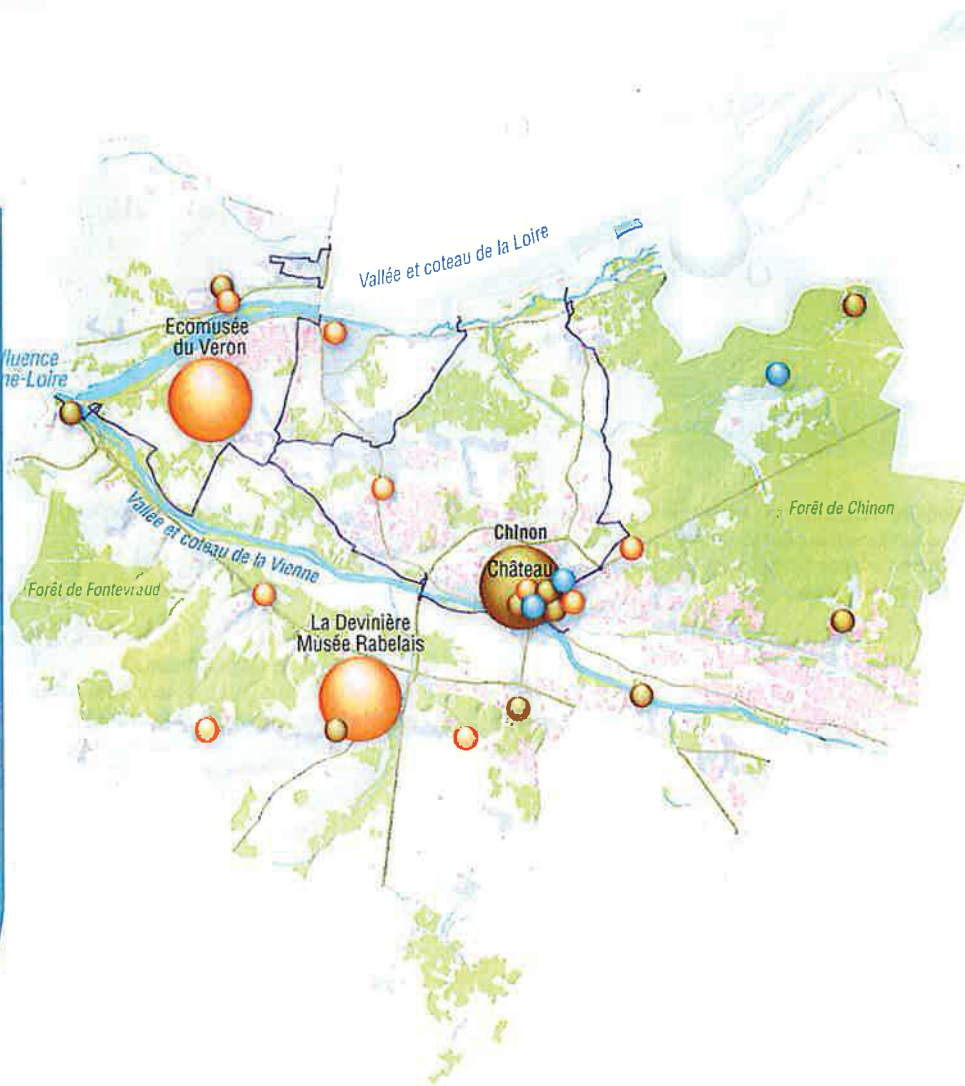 Vallée et coteau de la Loire
Ecomusée
du Veron
fluence
ne-Loire
Forêt de Chinon
Vallée et coteau de la Vienne
Chinon
Château
Forêt de Fontevraud
La Devinière
Musée Rabelais